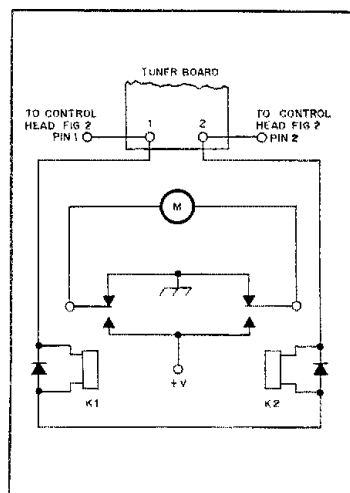 TUNER BOARD
TO CONTROL
HEAD FIG 2
PIN 1
1
2
TO CONTROL
HEAD FIG 2
PIN 2
M
K1
+V
K2